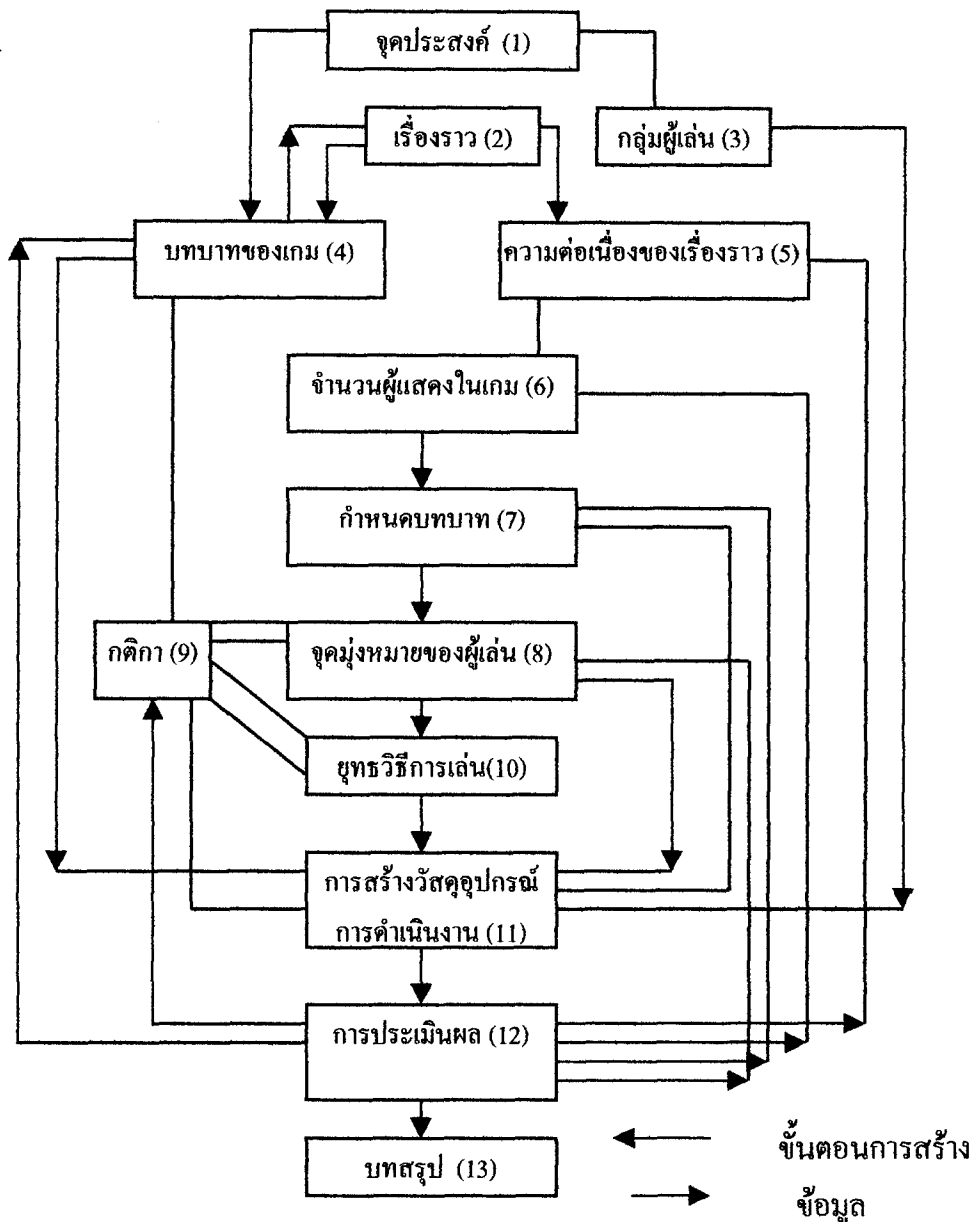 จุดประสงค์ (1)
เรื่องราว (2)
กลุ่มผู้เล่น (3)
บทบาทของเกม (4)
ความต่อเนื่องของเรื่องราว (5)
จำนวนผู้แสดงในเกม (6)
กำหนดบทบาท (7)
กติกา (9)
จุดมุ่งหมายของผู้เล่น (8)
ยุทธวิธีการเล่น(10)
การสร้างวัสดุอุปกรณ์
การดำเนินงาน (11)
การประเมินผล (12)
บทสรุป (13)
ขั้นตอนการสร้าง
ข้อมูล